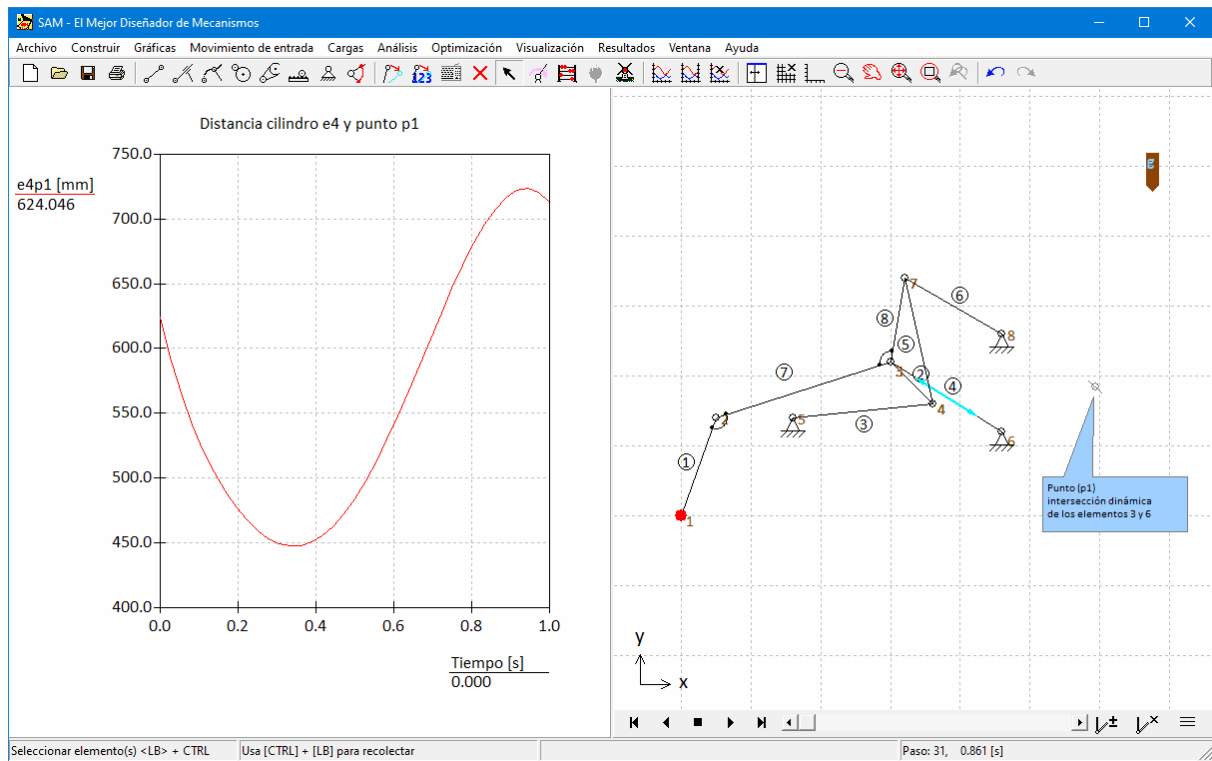 SAM - El Mejor Diseñador de Mecanismos
Archivo Construir Gráficas Movimiento de entrada Cargas Análisis Optimización Visualización Resultados Ventana Ayuda
123
Distancia cilindro e4 y punto p1
e4p1 [mm]
624.046
750.0
700.0
650.0
600.0
550.0
500.0
450.0
400.0
0.0 0.2 0.4 0.6 0.8 1.0
Tiempo [s]
0.000
g
7
6
8
8
5
3
2
4
7
4
6
2
5
3
1
1
Punto (p1)
intersección dinámica
de los elementos 3 y 6
y
x
Seleccionar elemento(s) <LB> + CTRL
Usa [CTRL] + [LB] para recolectar
Paso: 31, 0.861 [s]